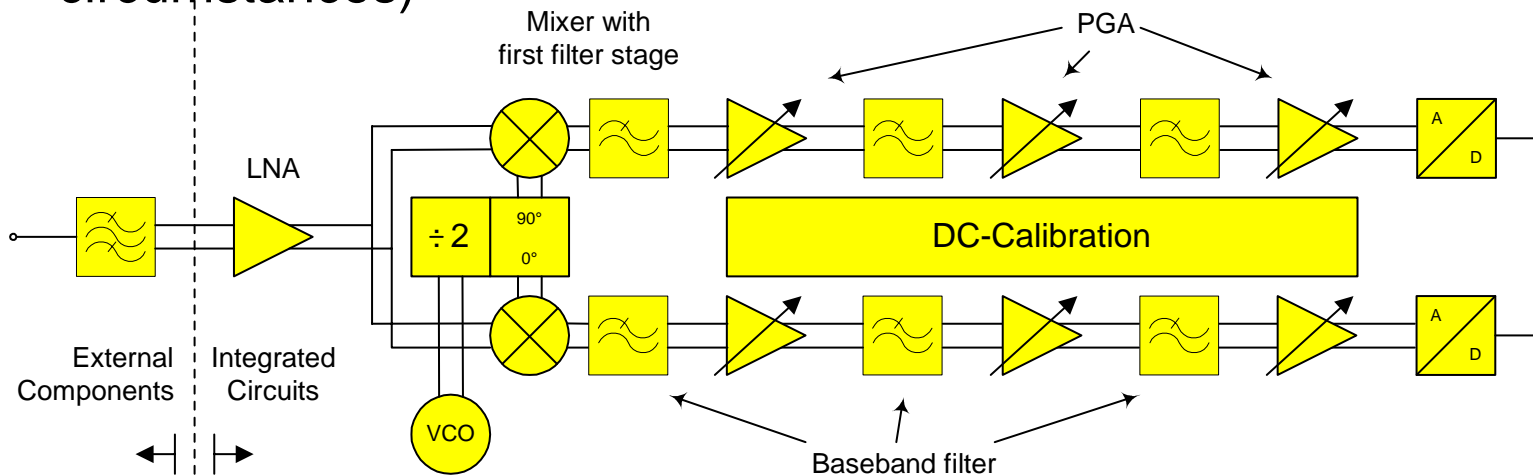 circumstances)
Mixer with
first filter stage
PGA
A
D
LNA
÷2
90°
0°
DC-Calibration
A
D
External
Components
Integrated
Circuits
VCO
Baseband filter